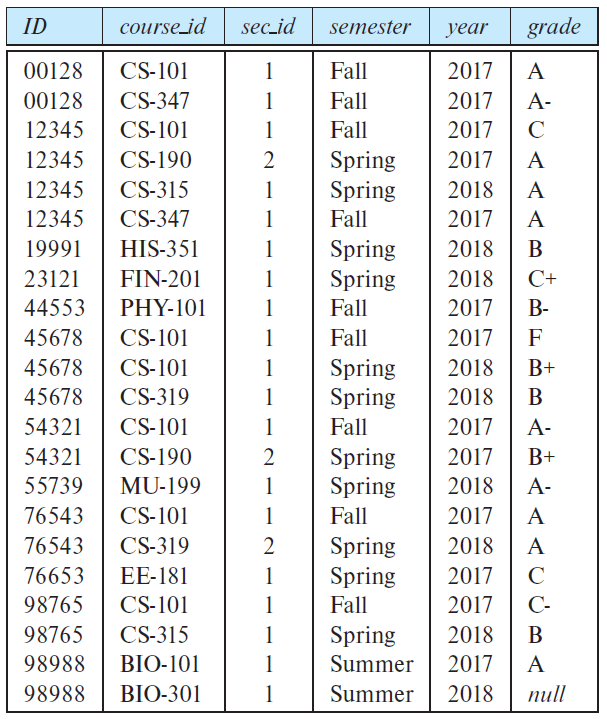 ID course_id sec_id semester year grade
00128 CS-101 1 Fall 2017 A
00128 CS-347 1 Fall 2017 A-
12345 CS-101 1 Fall 2017 C
12345 CS-190 2 Spring 2017 A
12345 CS-315 1 Spring 2018 A
12345 CS-347 1 Fall 2017 A
19991 HIS-351 1 Spring 2018 B
23121 FIN-201 1 Spring 2018 C+
44553 PHY-101 1 Fall 2017 B-
45678 CS-101 1 Fall 2017 F
45678 CS-101 1 Spring 2018 B+
45678 CS-319 1 Spring 2018 B
54321 CS-101 1 Fall 2017 A-
54321 CS-190 2 Spring 2017 B+
55739 MU-199 1 Spring 2018 A-
76543 CS-101 1 Fall 2017 A
76543 CS-319 2 Spring 2018 A
76653 EE-181 1 Spring 2017 C
98765 CS-101 1 Fall 2017 C-
98765 CS-315 1 Spring 2018 B
98988 BIO-101 1 Summer 2017 A
98988 BIO-301 1 Summer 2018 null